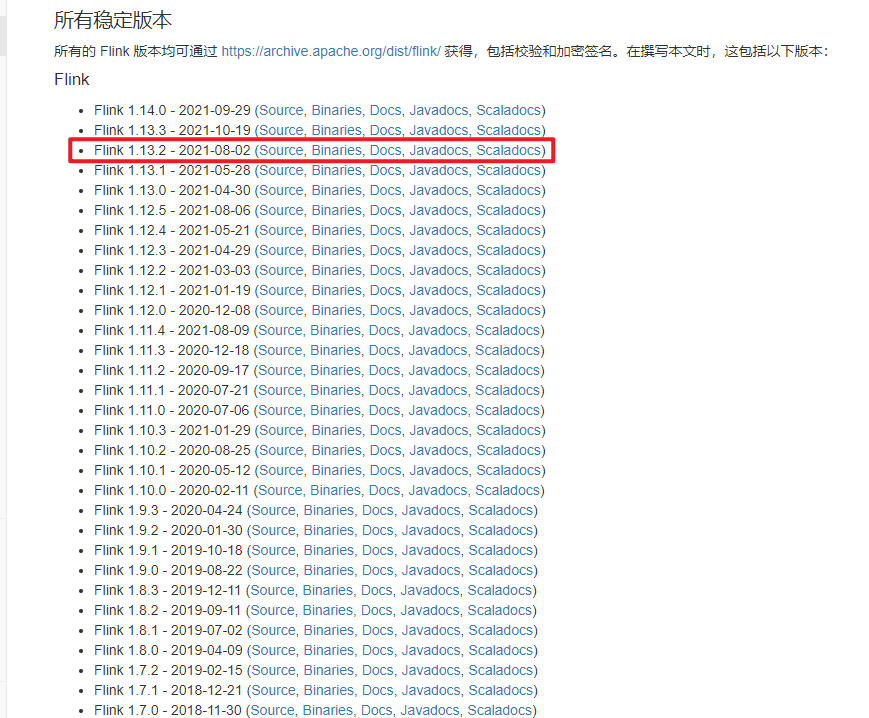 所有稳定版本
所有的 Flink 版本均可通过 https://archive.apache.org/dist/flink/ 获得，包括校验和加密签名。在撰写本文时，这包括以下版本：
Flink
• Flink 1.14.0 - 2021-09-29 (Source, Binaries, Docs, Javadocs, Scaladocs)
• Flink 1.13.3 - 2021-10-19 (Source, Binaries, Docs, Javadocs, Scaladocs)
• Flink 1.13.2 - 2021-08-02 (Source, Binaries, Docs, Javadocs, Scaladocs)
• Flink 1.13.1 - 2021-05-28 (Source, Binaries, Docs, Javadocs, Scaladocs)
• Flink 1.13.0 - 2021-04-30 (Source, Binaries, Docs, Javadocs, Scaladocs)
• Flink 1.12.5 - 2021-08-06 (Source, Binaries, Docs, Javadocs, Scaladocs)
• Flink 1.12.4 - 2021-05-21 (Source, Binaries, Docs, Javadocs, Scaladocs)
• Flink 1.12.3 - 2021-04-29 (Source, Binaries, Docs, Javadocs, Scaladocs)
• Flink 1.12.2 - 2021-03-03 (Source, Binaries, Docs, Javadocs, Scaladocs)
• Flink 1.12.1 - 2021-01-19 (Source, Binaries, Docs, Javadocs, Scaladocs)
• Flink 1.12.0 - 2020-12-08 (Source, Binaries, Docs, Javadocs, Scaladocs)
• Flink 1.11.4 - 2021-08-09 (Source, Binaries, Docs, Javadocs, Scaladocs)
• Flink 1.11.3 - 2020-12-18 (Source, Binaries, Docs, Javadocs, Scaladocs)
• Flink 1.11.2 - 2020-09-17 (Source, Binaries, Docs, Javadocs, Scaladocs)
• Flink 1.11.1 - 2020-07-21 (Source, Binaries, Docs, Javadocs, Scaladocs)
• Flink 1.11.0 - 2020-07-06 (Source, Binaries, Docs, Javadocs, Scaladocs)
• Flink 1.10.3 - 2021-01-29 (Source, Binaries, Docs, Javadocs, Scaladocs)
• Flink 1.10.2 - 2020-08-25 (Source, Binaries, Docs, Javadocs, Scaladocs)
• Flink 1.10.1 - 2020-05-12 (Source, Binaries, Docs, Javadocs, Scaladocs)
• Flink 1.10.0 - 2020-02-11 (Source, Binaries, Docs, Javadocs, Scaladocs)
• Flink 1.9.3 - 2020-04-24 (Source, Binaries, Docs, Javadocs, Scaladocs)
• Flink 1.9.2 - 2020-01-30 (Source, Binaries, Docs, Javadocs, Scaladocs)
• Flink 1.9.1 - 2019-10-18 (Source, Binaries, Docs, Javadocs, Scaladocs)
• Flink 1.9.0 - 2019-08-22 (Source, Binaries, Docs, Javadocs, Scaladocs)
• Flink 1.8.3 - 2019-12-11 (Source, Binaries, Docs, Javadocs, Scaladocs)
• Flink 1.8.2 - 2019-09-11 (Source, Binaries, Docs, Javadocs, Scaladocs)
• Flink 1.8.1 - 2019-07-02 (Source, Binaries, Docs, Javadocs, Scaladocs)
• Flink 1.8.0 - 2019-04-09 (Source, Binaries, Docs, Javadocs, Scaladocs)
• Flink 1.7.2 - 2019-02-15 (Source, Binaries, Docs, Javadocs, Scaladocs)
• Flink 1.7.1 - 2018-12-21 (Source, Binaries, Docs, Javadocs, Scaladocs)
• Flink 1.7.0 - 2018-11-30 (Source, Binaries, Docs, Javadocs, Scaladocs)